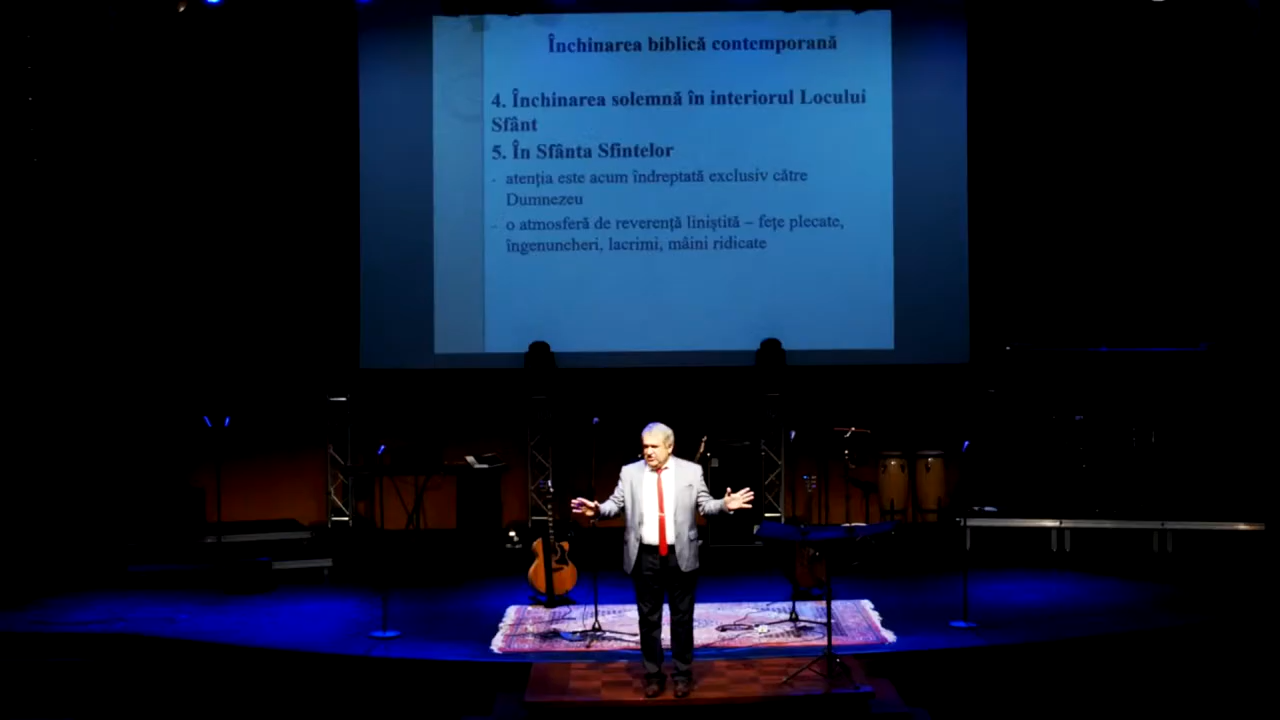 Închinarea biblică contemporană
4. Închinarea solemnă în interiorul Locului
Sfânt
5. În Sfânta Sfintelor
- atenția este acum îndreptată exclusiv către
Dumnezeu
- o atmosferă de reverență liniștită – fețe plecate,
îngenuncheri, lacrimi, mâini ridicate